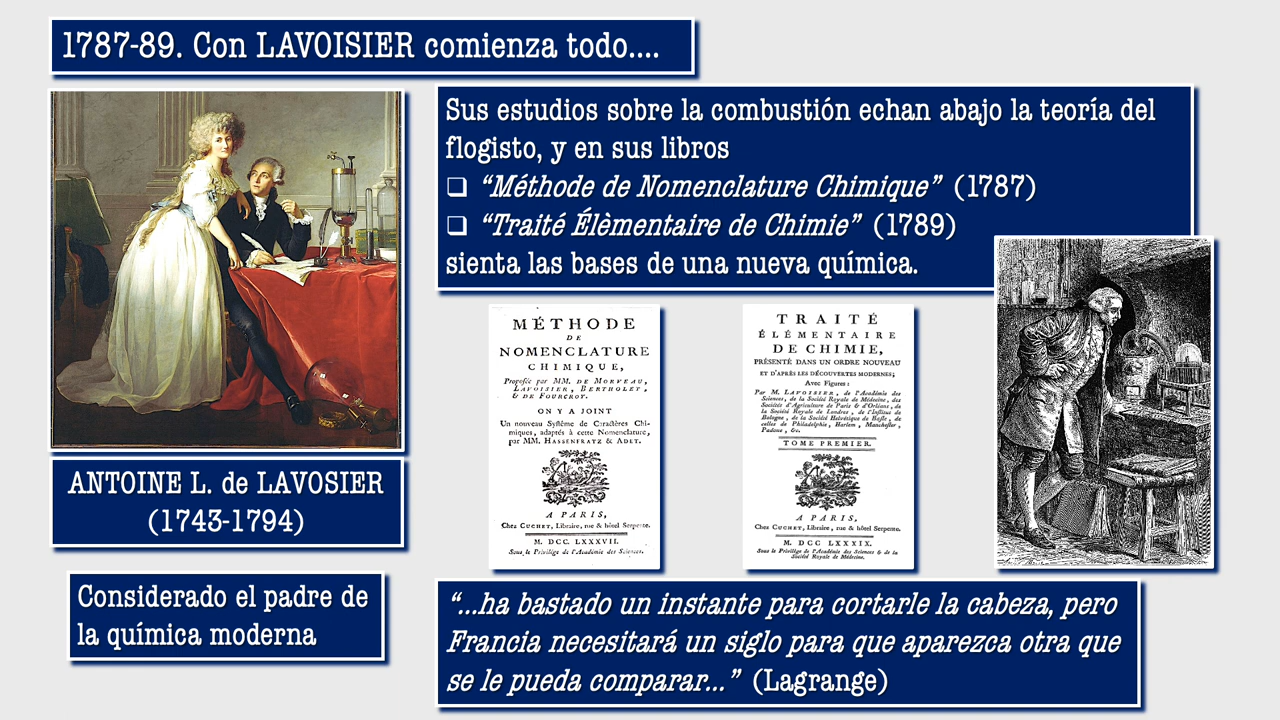 1787-89. Con LAVOISIER comienza todo....
Sus estudios sobre la combustión echan abajo la teoría del
flogisto, y en sus libros
❑ “Méthode de Nomenclature Chimique” (1787)
❑ “Traité Élèmentaire de Chimie” (1789)
sienta las bases de una nueva química.
MÉTHODE
DE
NOMENCLATURE
CHIMIQUE,
Proposée par MM. DE MORVEAU,
LAVOISIER, BERTHOLET,
& DE FOURCROY.
ON Y A JOINT
Un nouveau Systême de Caractères Chi-
miques, adaptés à cette Nomenclature,
par MM. HASSENFRATZ & ADET.
A PARIS,
Chez CUCHET, Libraire, rue & hôtel Serpente.
M. DCC. LXXXVII.
Sous le Privilége de l'Académie des Sciences.
TRAITÉ
ÉLÉMENTAIRE
DE CHIMIE,
PRÉSENTÉ DANS UN ORDRE NOUVEAU
ET D'APRÈS LES DÉCOUVERTES MODERNES;
Avec Figures:
Par M. LAVOISIER, de l'Académie des
Sciences, de la Société Royale de Médecine, des
Sociétés d'Agriculture de Paris & d'Orléans, de
la Société Royale de Londres, de l'Institut de
Bologne, de la Société Helvétique de Basle, de
celles de Philadelphie, Harlem, Manchester,
Padoue, &c.
TOME PREMIER.
A PARIS,
Chez CUCHET, Libraire, rue & hôtel Serpente.
M. DCC LXXXIX.
Sous le Privilége de l'Académie des Sciences & de la
Société Royale de Médecine.
ANTOINE L. de LAVOSIER
(1743-1794)
Considerado el padre de
la química moderna
“...ha bastado un instante para cortarle la cabeza, pero
Francia necesitará un siglo para que aparezca otra que
se le pueda comparar...” (Lagrange)